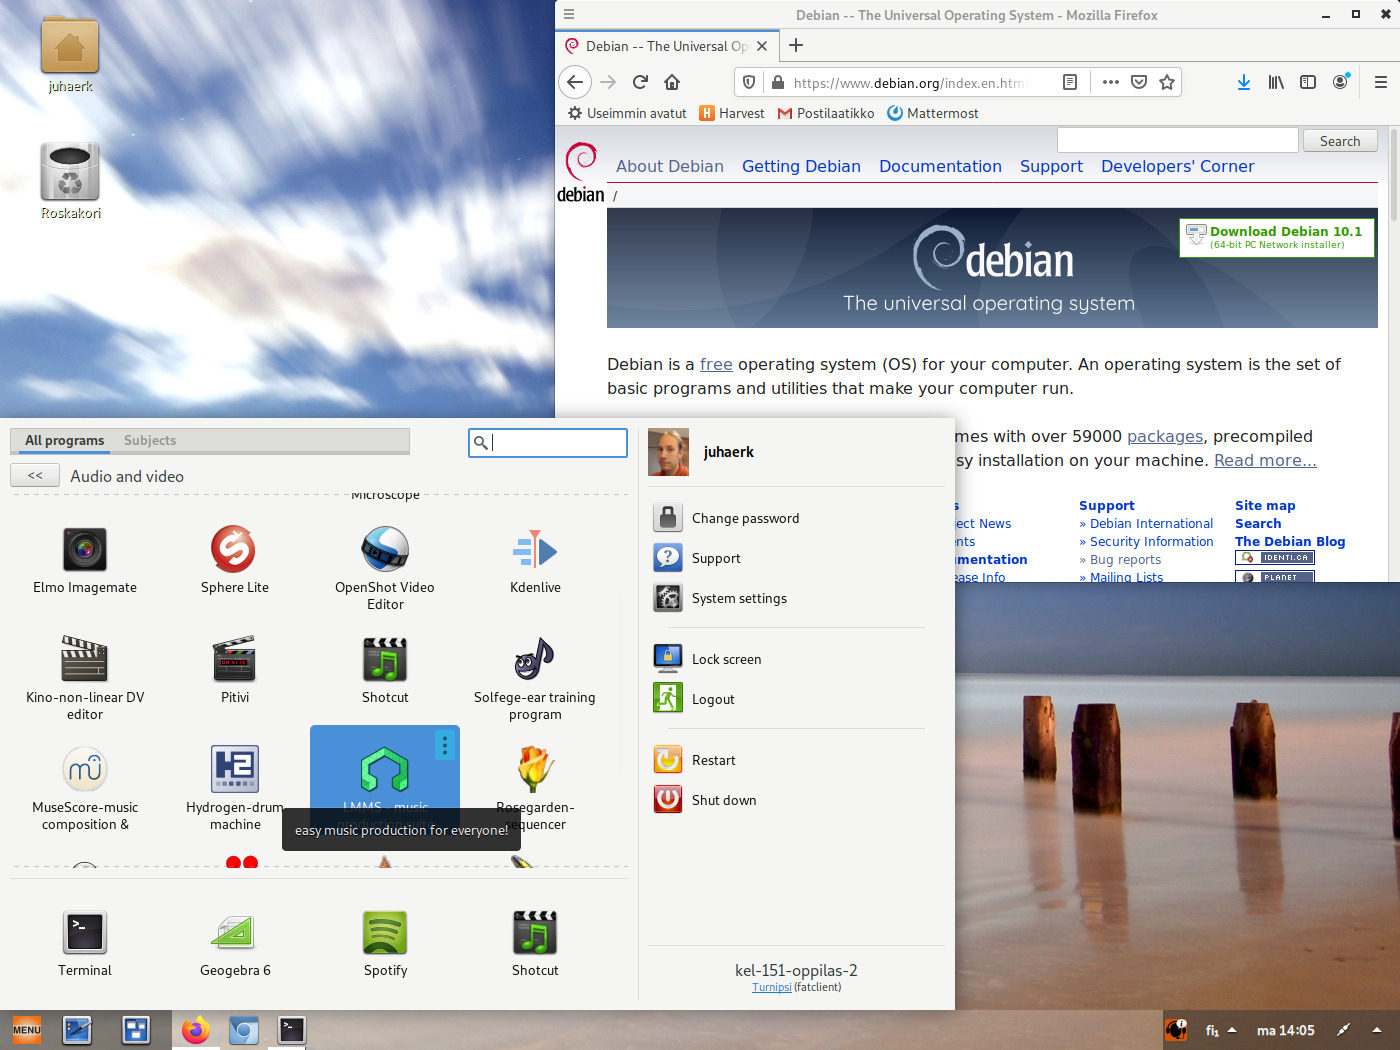 juhaerk
Roskakori
Debian -- The Universal Operating System - Mozilla Firefox
Debian -- The Universal Op
https://www.debian.org/index.en.htm
Useimmin avatut
Harvest
Postilaatikko
Mattermost
Search
About Debian
Getting Debian
Documentation
Support
Developers' Corner
debian
/
Download Debian 10.1
(64-bit PC Network installer)
debian
The universal operating system
Debian is a free operating system (OS) for your computer. An operating system is the set of
basic programs and utilities that make your computer run.
mes with over 59000 packages, precompiled
sy installation on your machine. Read more...
s
ect News
ents
mentation
ease Info
Support
» Debian International
» Security Information
» Bug reports
» Mailing Lists
Site map
Search
The Debian Blog
IDENTI.CA
PLANET
All programs
Subjects
<<
Audio and video
Microscope
Elmo Imagemate
Sphere Lite
OpenShot Video
Editor
Kdenlive
Kino-non-linear DV
editor
Pitivi
Shotcut
Solfege-ear training
program
MuseScore-music
composition &
Hydrogen-drum
machine
LMMS - music
production suite
Rosegarden-
sequencer
easy music production for everyone!
Terminal
Geogebra 6
Spotify
Shotcut
juhaerk
Change password
Support
System settings
Lock screen
Logout
Restart
Shut down
kel-151-oppilas-2
Turnipsi (fatclient)
MENU
fi₁
ma 14:05